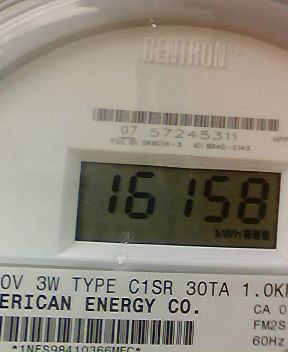 CENTRON
07 57245311
16158
kWh
0V 3W TYPE C1SR 30TA 1.0K
ERICAN ENERGY CO.
CA 0
FM2S
60Hz
*1NES98410366MEC*